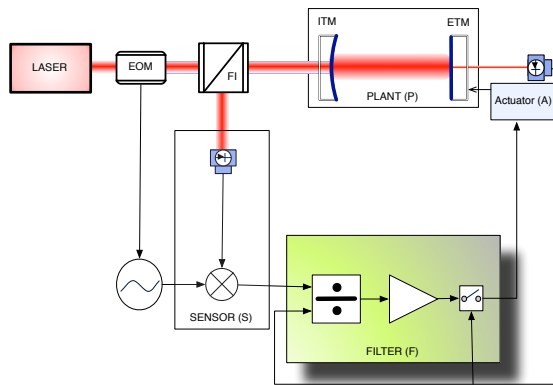 ITM
ETM
LASER
EOM
FI
PLANT (P)
Actuator (A)
SENSOR (S)
FILTER (F)